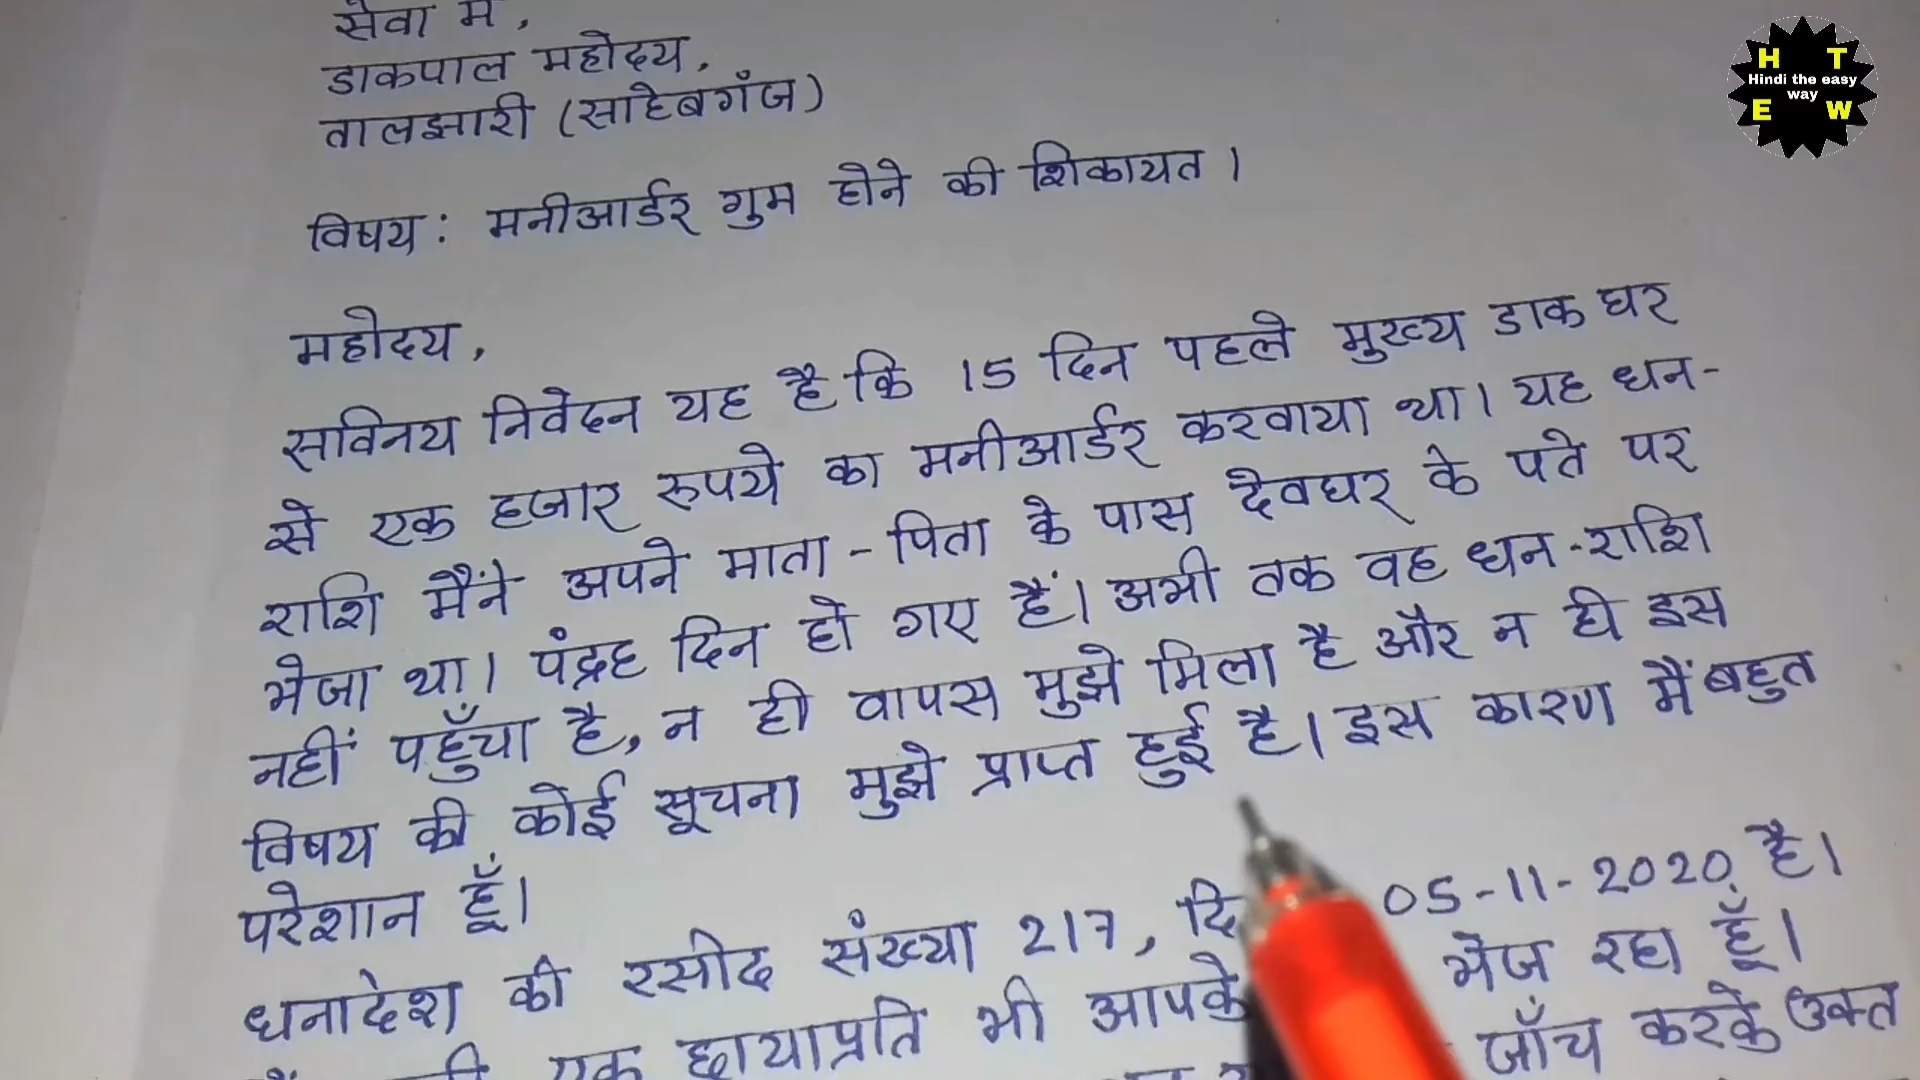 सेवा में,
डाकपाल महोदय,
तालझारी (साहेबगंज)
विषय: मनीआर्डर गुम होने की शिकायत।
महोदय,
सविनय निवेदन यह है कि 15 दिन पहले मुख्य डाक घर
से एक हजार रुपये का मनीआर्डर करवाया था। यह धन-
राशि मैंने अपने माता-पिता के पास देवघर के पते पर
भेजा था। पंद्रह दिन हो गए हैं। अभी तक वह धन-राशि
नहीं पहुँचा है, न ही वापस मुझे मिला है और न ही इस
विषय की कोई सूचना मुझे प्राप्त हुई है। इस कारण मैं बहुत
परेशान हूँ।
धनादेश की रसीद संख्या 217, दि 05-11-2020 है।
एक छायाप्रति भी आपके भेज रहा हूँ।
जाँच करके उक्त
H T
Hindi the easy
way
E W